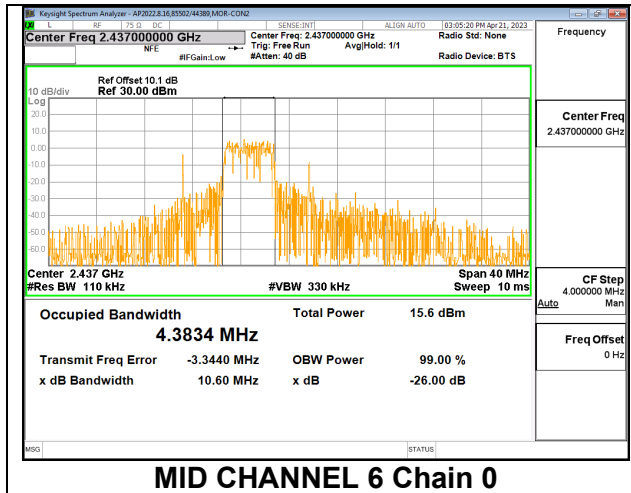 Keysight Spectrum Analyzer - AP2022.8.16,85502/44389,MOR-CON2
L RF 75 Ω DC SENSE:INT ALIGN AUTO 03:05:20 PM Apr 21, 2023
Center Freq 2.437000000 GHz Center Freq: 2.437000000 GHz Radio Std: None Frequency
NFE Trig: Free Run Avg|Hold: 1/1
#IFGain:Low #Atten: 40 dB Radio Device: BTS
Ref Offset 10.1 dB
10 dB/div Ref 30.00 dBm
Log
20.0
10.0
0.00
-10.0
-20.0
-30.0
-40.0
-50.0
-60.0
Center Freq
2.437000000 GHz
Center 2.437 GHz Span 40 MHz
#Res BW 110 kHz #VBW 330 kHz Sweep 10 ms
CF Step
4.000000 MHz
Auto Man
Occupied Bandwidth Total Power 15.6 dBm
4.3834 MHz
Freq Offset
0 Hz
Transmit Freq Error -3.3440 MHz OBW Power 99.00 %
x dB Bandwidth 10.60 MHz x dB -26.00 dB
MSG STATUS
MID CHANNEL 6 Chain 0